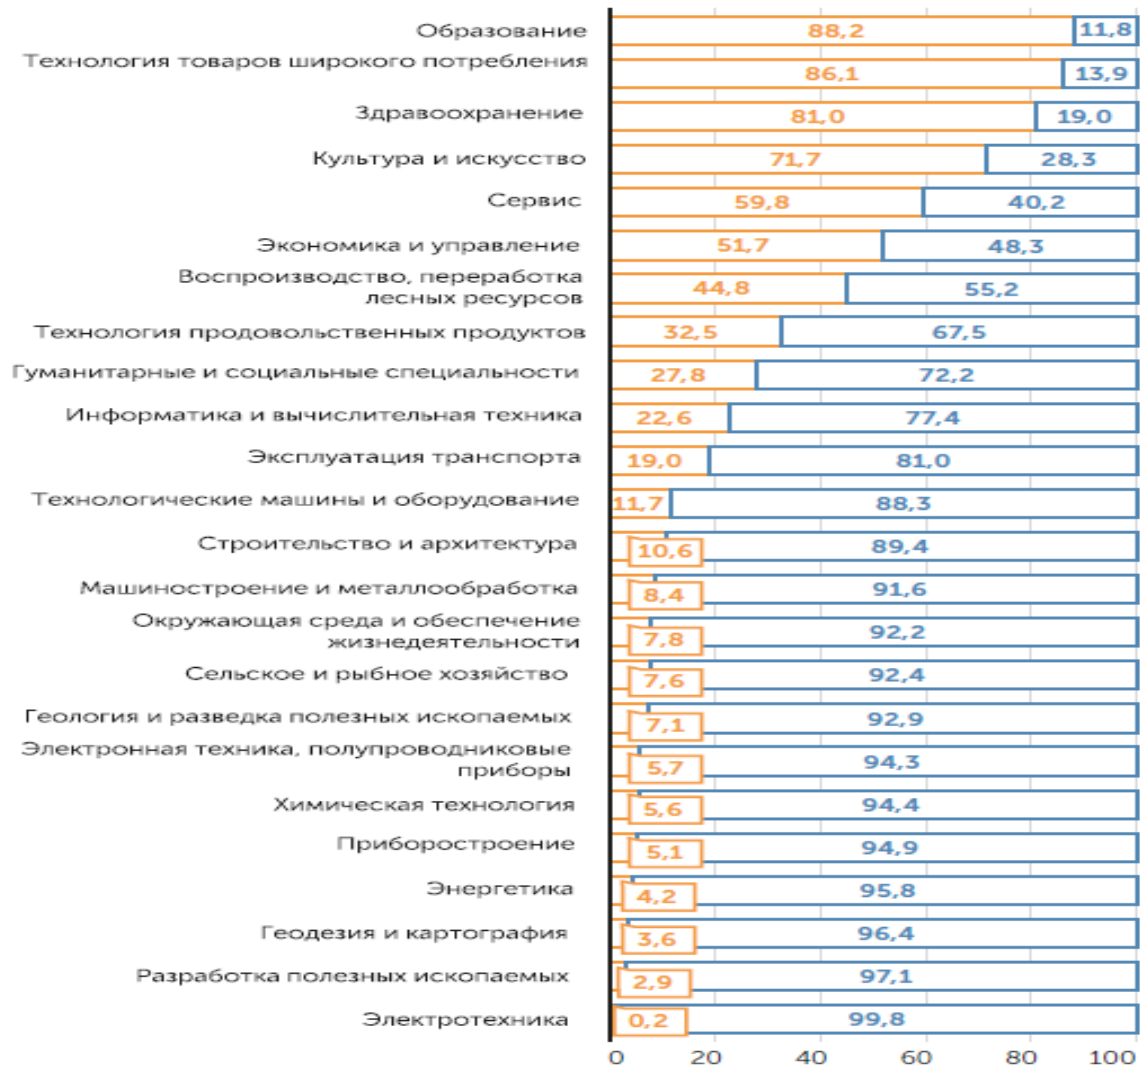 Образование 88,2 11,8
Технология товаров широкого потребления 86,1 13,9
Здравоохранение 81,0 19,0
Культура и искусство 71,7 28,3
Сервис 59,8 40,2
Экономика и управление 51,7 48,3
Воспроизводство, переработка
лесных ресурсов 44,8 55,2
Технология продовольственных продуктов 32,5 67,5
Гуманитарные и социальные специальности 27,8 72,2
Информатика и вычислительная техника 22,6 77,4
Эксплуатация транспорта 19,0 81,0
Технологические машины и оборудование 11,7 88,3
Строительство и архитектура 10,6 89,4
Машиностроение и металлообработка 8,4 91,6
Окружающая среда и обеспечение
жизнедеятельности 7,8 92,2
Сельское и рыбное хозяйство 7,6 92,4
Геология и разведка полезных ископаемых 7,1 92,9
Электронная техника, полупроводниковые
приборы 5,7 94,3
Химическая технология 5,6 94,4
Приборостроение 5,1 94,9
Энергетика 4,2 95,8
Геодезия и картография 3,6 96,4
Разработка полезных ископаемых 2,9 97,1
Электротехника 0,2 99,8
0 20 40 60 80 100